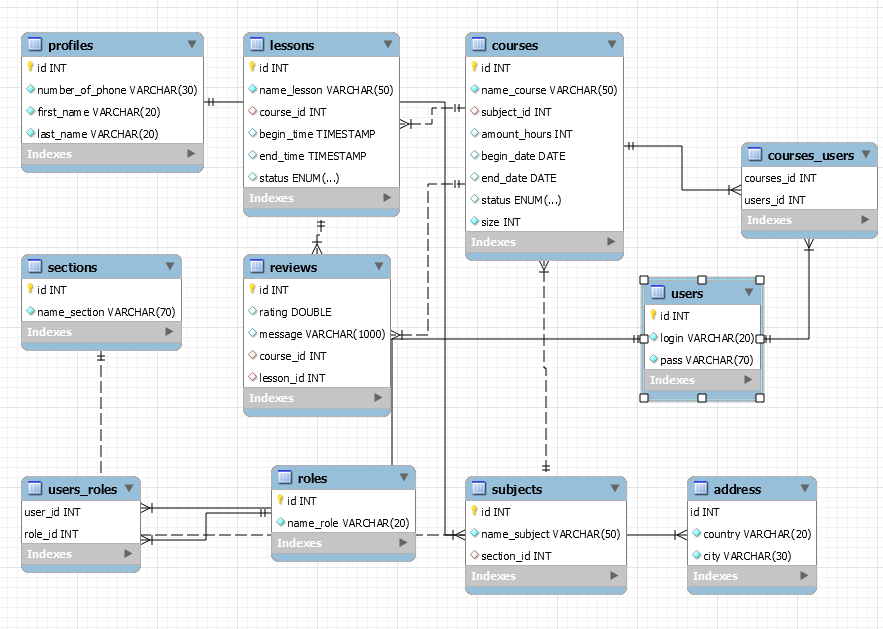 profiles
id INT
number_of_phone VARCHAR(30)
first_name VARCHAR(20)
last_name VARCHAR(20)
Indexes
lessons
id INT
name_lesson VARCHAR(50)
course_id INT
begin_time TIMESTAMP
end_time TIMESTAMP
status ENUM(...)
Indexes
courses
id INT
name_course VARCHAR(50)
subject_id INT
amount_hours INT
begin_date DATE
end_date DATE
status ENUM(...)
size INT
Indexes
courses_users
courses_id INT
users_id INT
Indexes
sections
id INT
name_section VARCHAR(70)
Indexes
reviews
id INT
rating DOUBLE
message VARCHAR(1000)
course_id INT
lesson_id INT
Indexes
users
id INT
login VARCHAR(20)
pass VARCHAR(70)
Indexes
users_roles
user_id INT
role_id INT
Indexes
roles
id INT
name_role VARCHAR(20)
Indexes
subjects
id INT
name_subject VARCHAR(50)
section_id INT
Indexes
address
id INT
country VARCHAR(20)
city VARCHAR(30)
Indexes